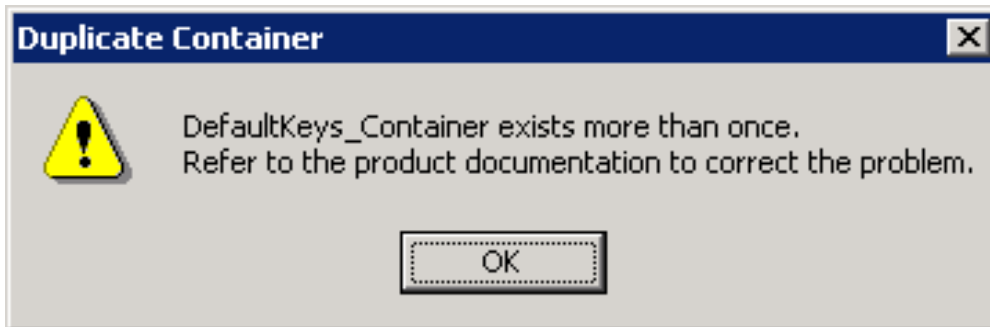 Duplicate Container
DefaultKeys_Container exists more than once.
Refer to the product documentation to correct the problem.
OK